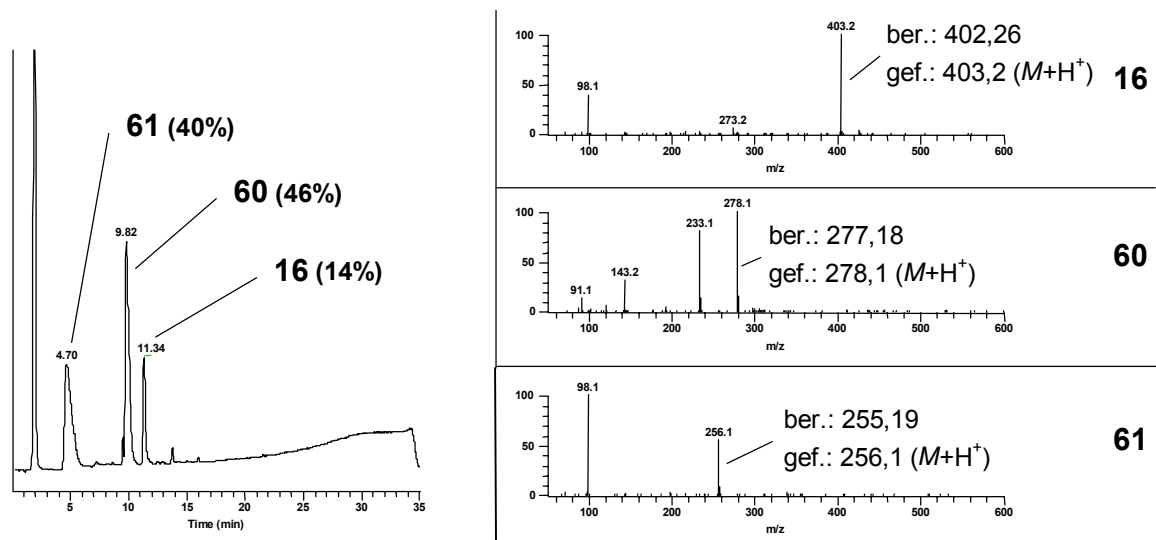 61 (40%)
60 (46%)
9.82
16 (14%)
4.70
11.34
5 10 15 20 25 30 35
Time (min)
100
50
0
98.1
273.2
403.2
ber.: 402,26
gef.: 403,2 (M+H+)
16
100 200 300 400 500 600
m/z
100
50
0
91.1
143.2
233.1
278.1
ber.: 277,18
gef.: 278,1 (M+H+)
60
100 200 300 400 500 600
m/z
100
50
0
98.1
256.1
ber.: 255,19
gef.: 256,1 (M+H+)
61
100 200 300 400 500 600
m/z